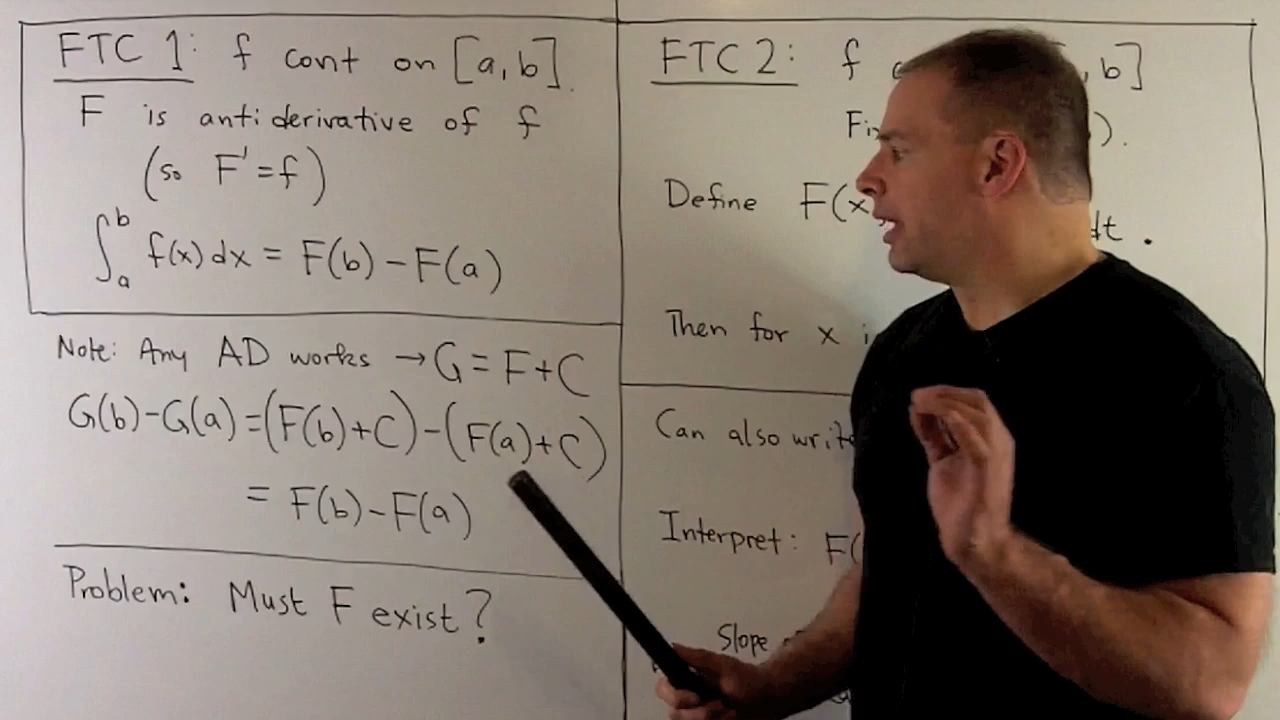 FTC 1: f cont on [a, b].
F is antiderivative of f
(so F' = f)
∫_a^b f(x) dx = F(b) - F(a)
Note: Any AD works → G = F + C
G(b) - G(a) = (F(b) + C) - (F(a) + C)
= F(b) - F(a)
Problem: Must F exist?
FTC 2: f , b]
).
Define F(x
dt.
Then for x
Can also write
Interpret: F(
Slope